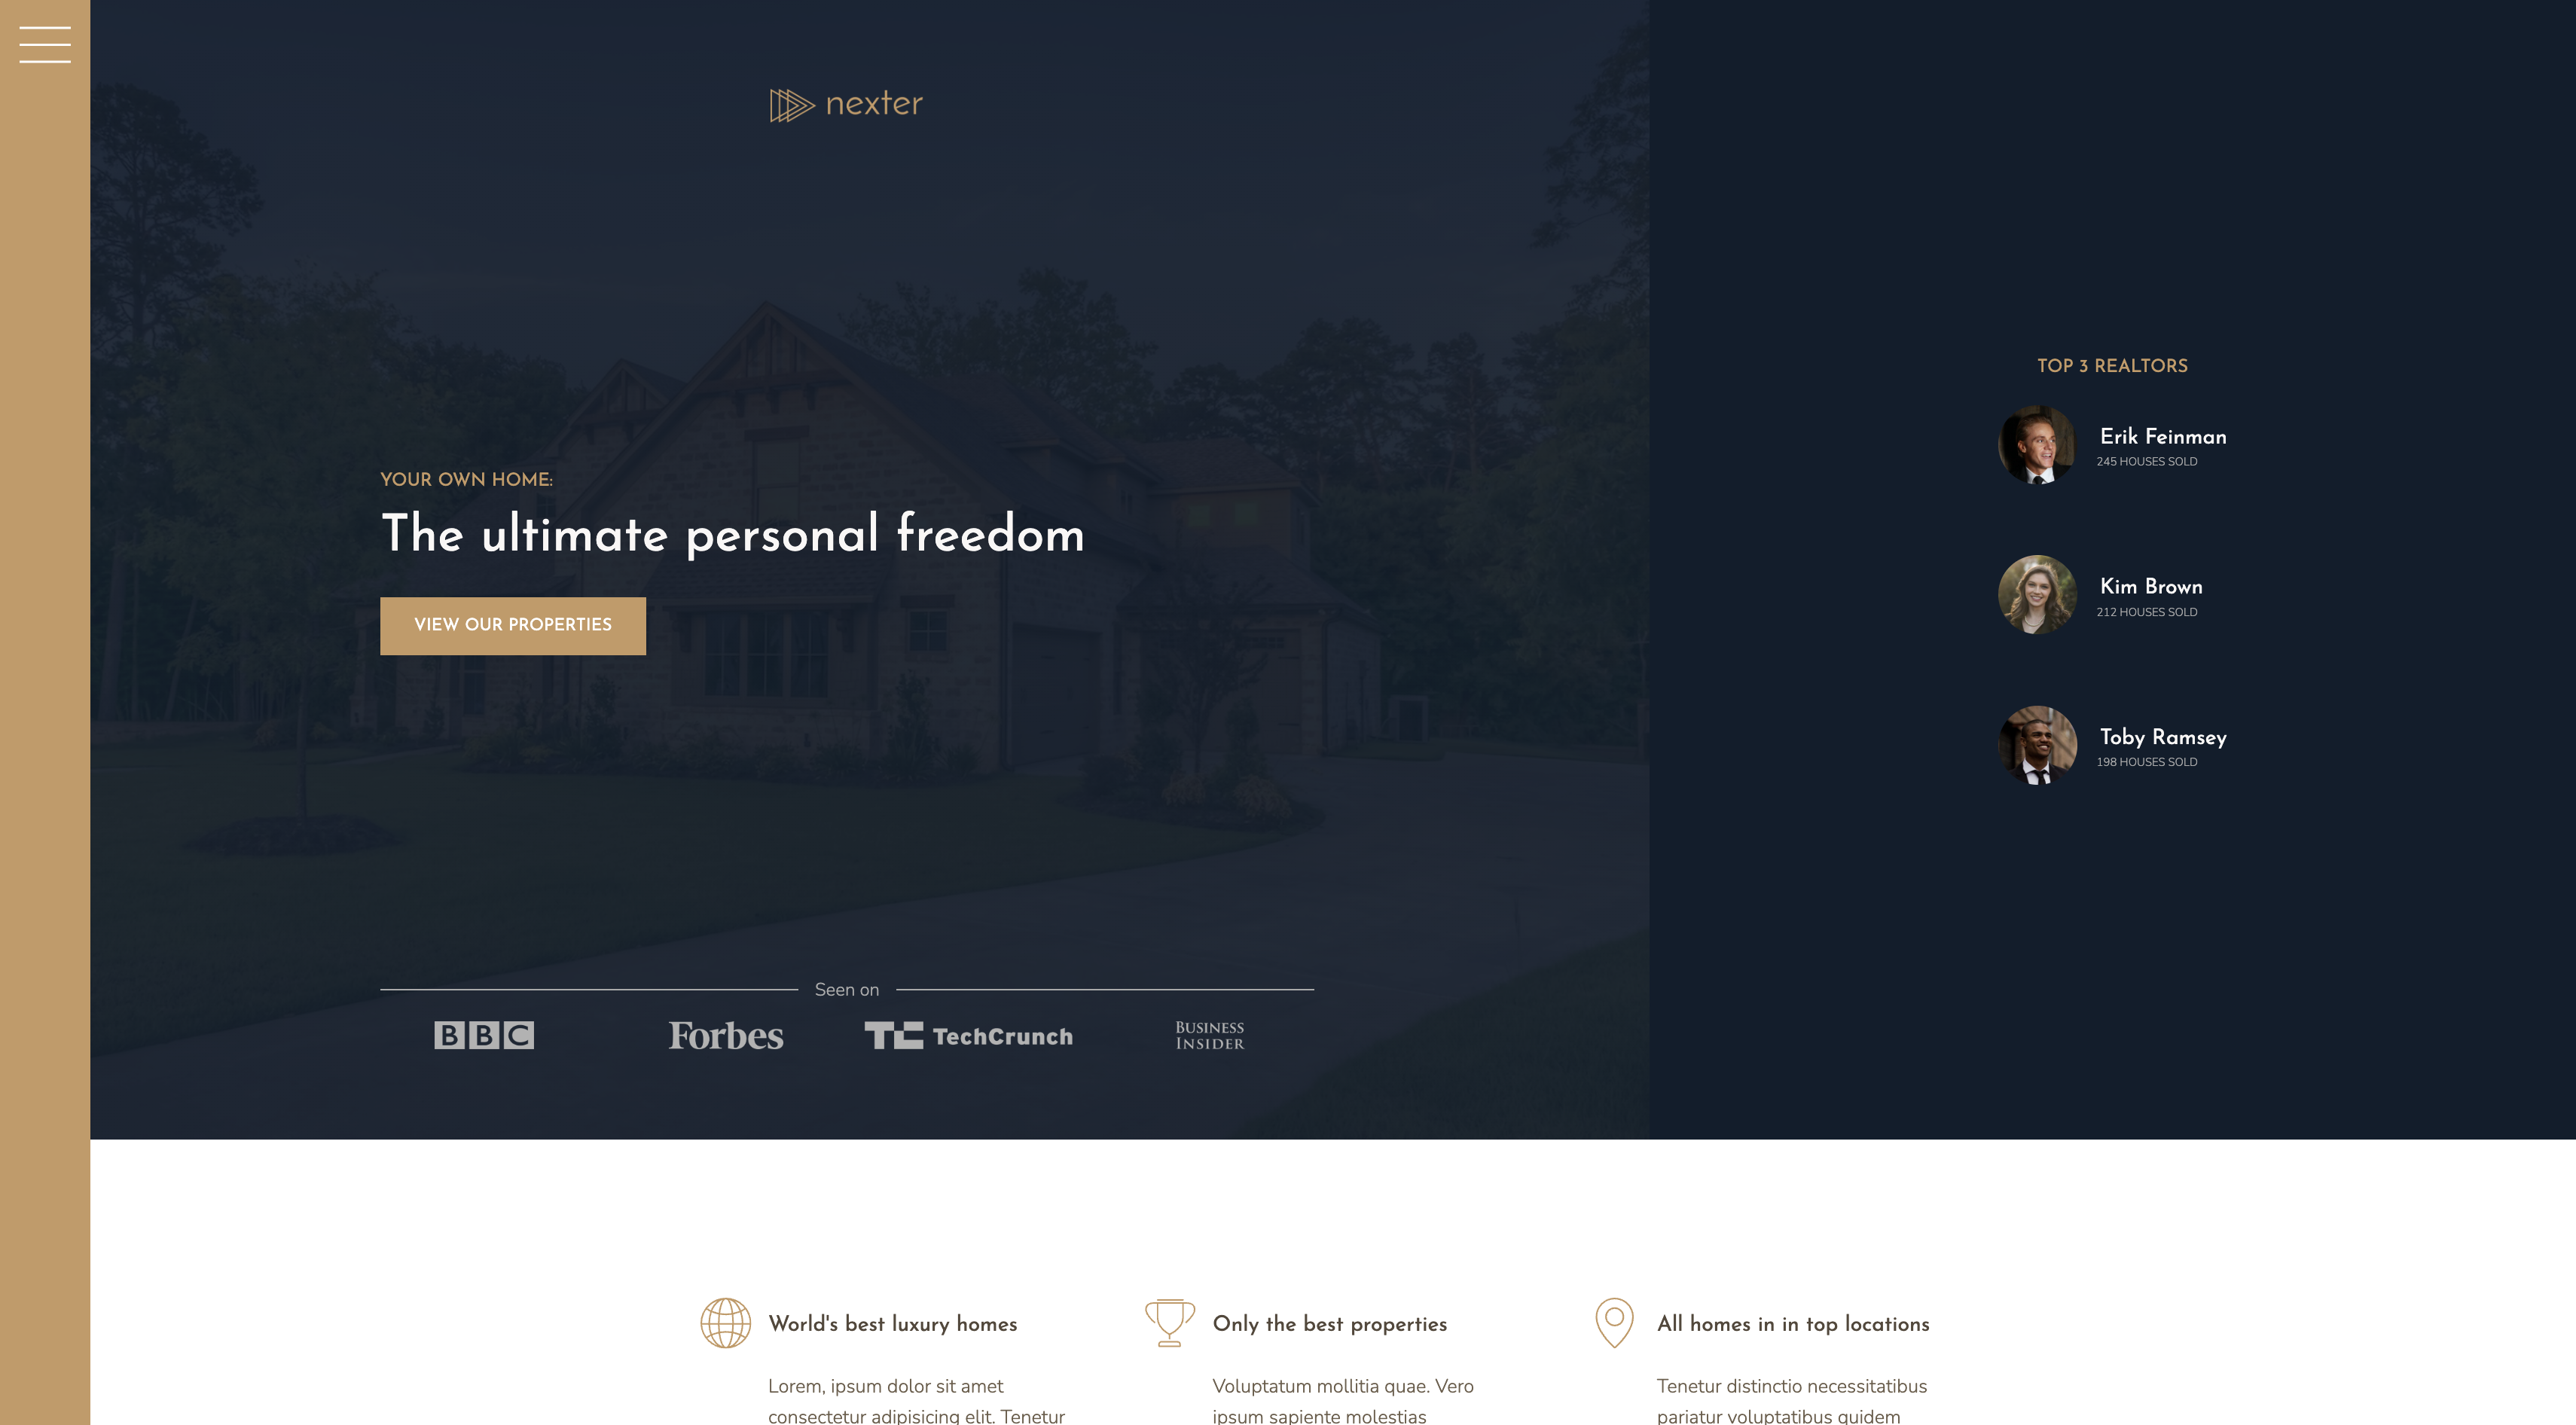 nexter
YOUR OWN HOME:
The ultimate personal freedom
VIEW OUR PROPERTIES
Seen on
BBC
Forbes
TC TechCrunch
BUSINESS
INSIDER
TOP 3 REALTORS
Erik Feinman
245 HOUSES SOLD
Kim Brown
212 HOUSES SOLD
Toby Ramsey
198 HOUSES SOLD
World's best luxury homes
Lorem, ipsum dolor sit amet
consectetur adipisicing elit. Tenetur
Only the best properties
Voluptatum mollitia quae. Vero
ipsum sapiente molestias
All homes in in top locations
Tenetur distinctio necessitatibus
pariatur voluptatibus quidem